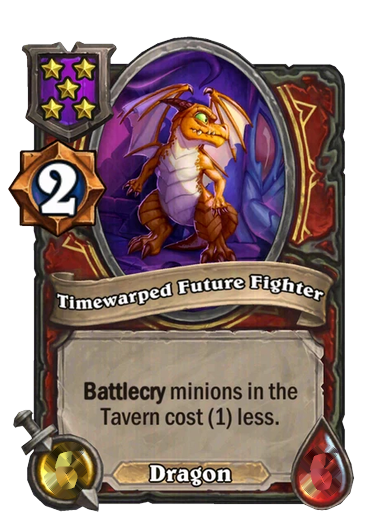 2
Timewarped Future Fighter
Battlecry minions in the
Tavern cost (1) less.
Dragon